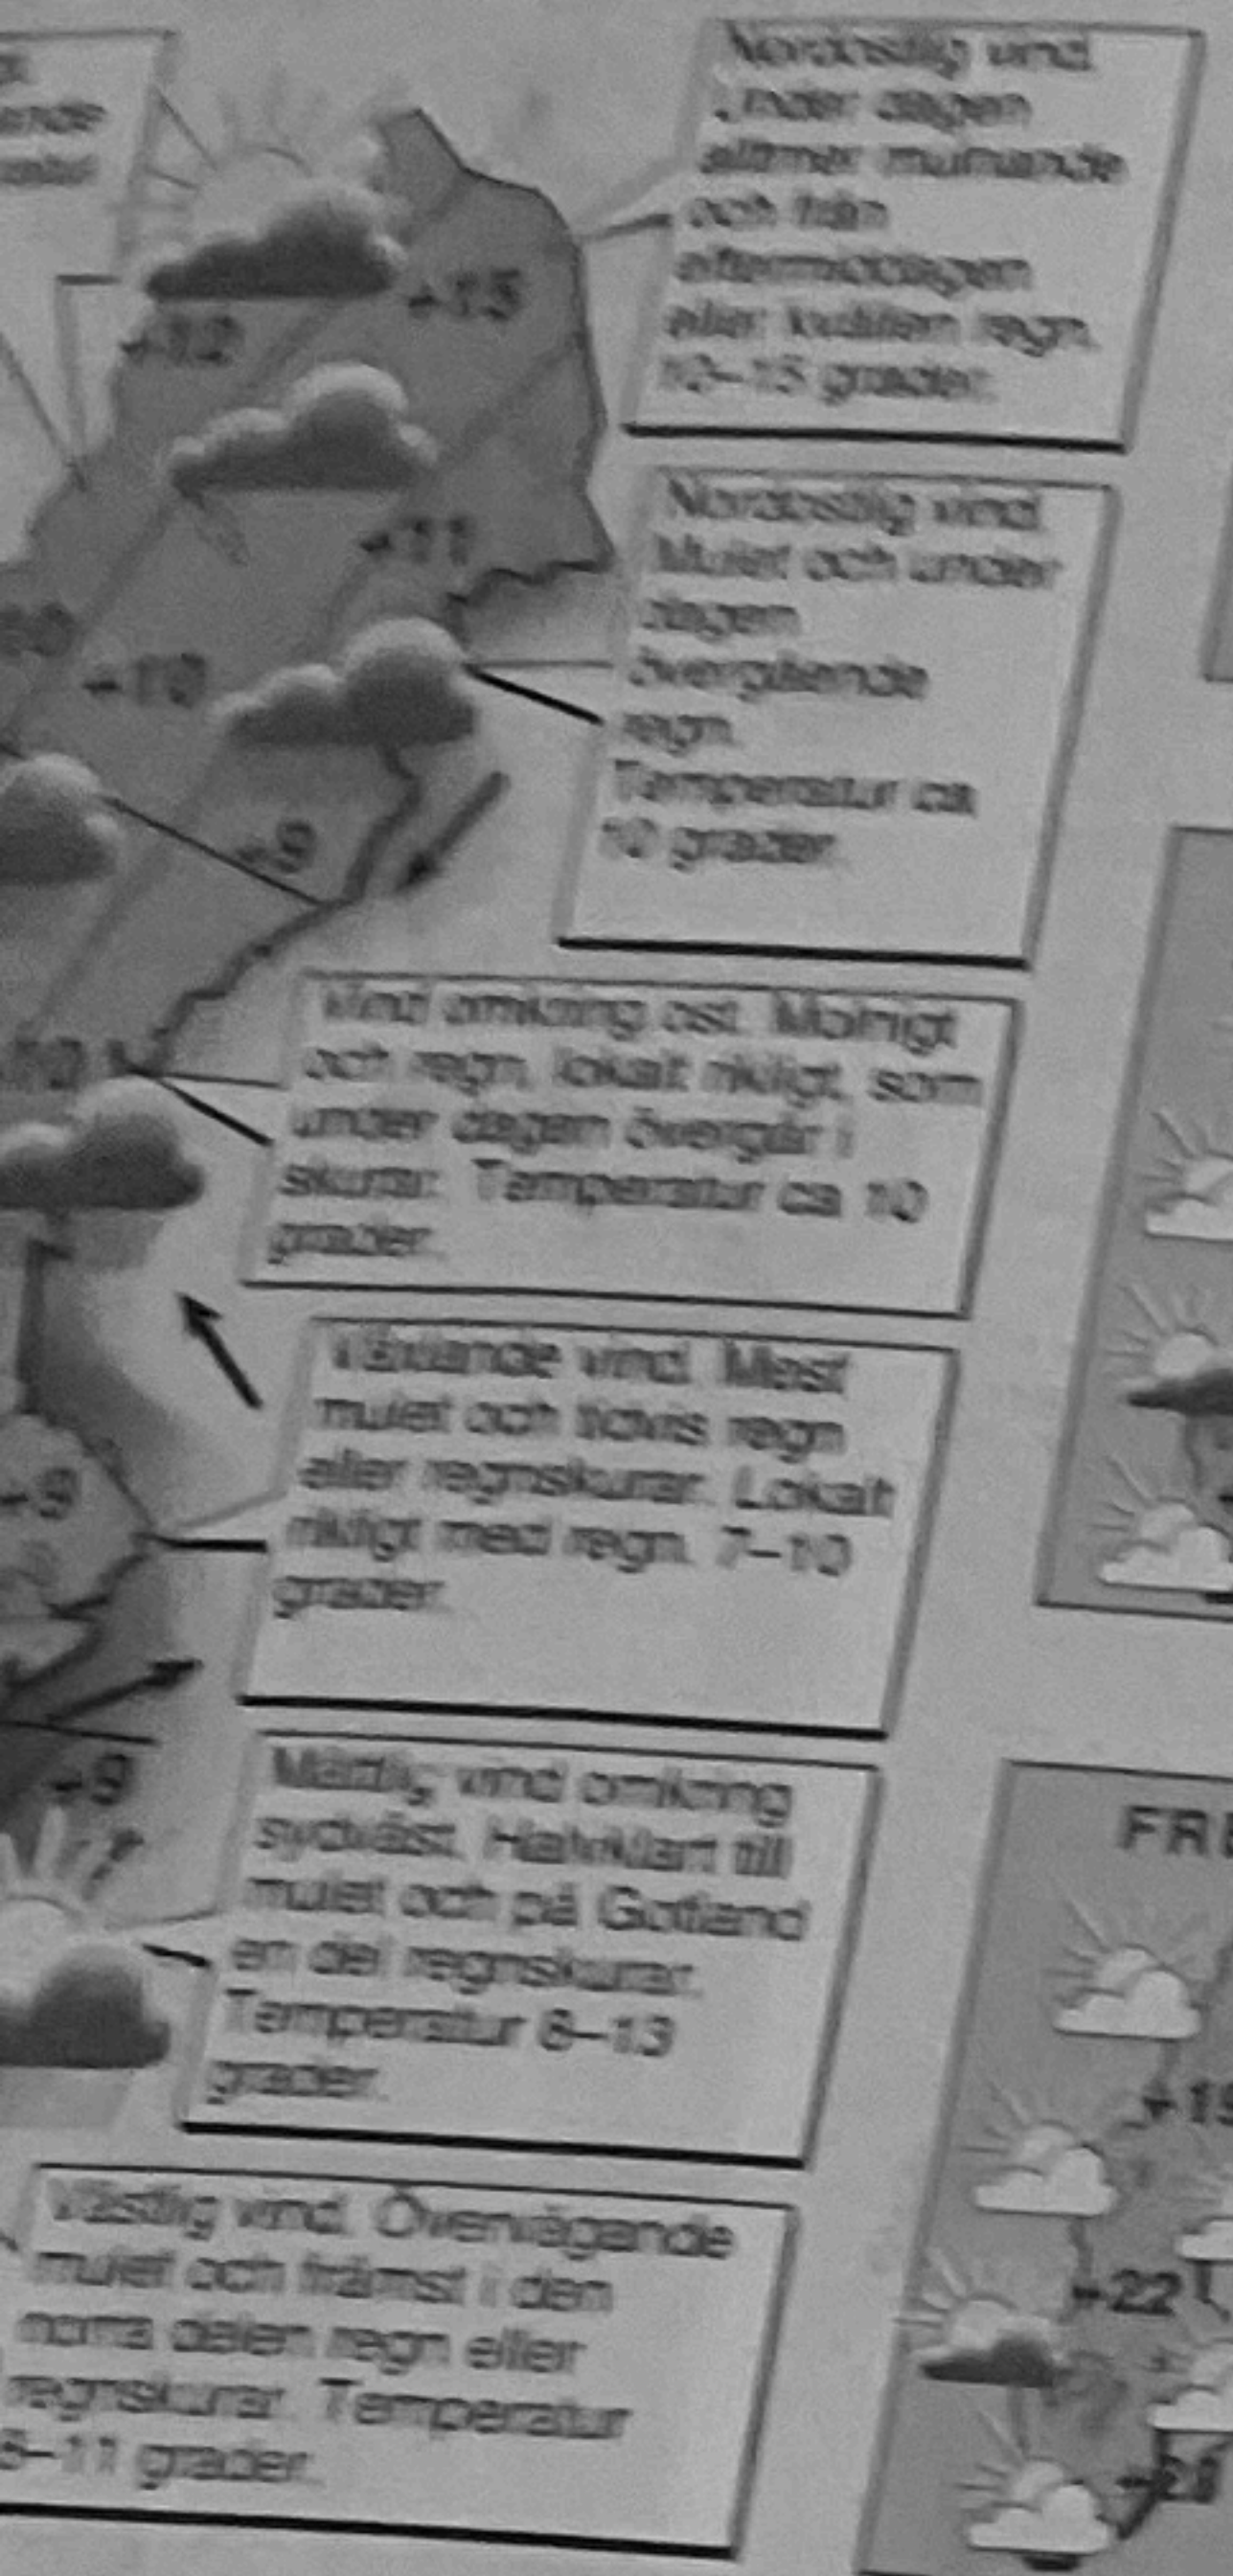 ende
+15
+12
+11
+10
+9
10
+9
+9
Nordostlig vind.
Under dagen
alltmer mulnande
och från
eftermiddagen
eller kvällen regn.
10–15 grader.
Nordostlig vind.
Mulet och under
dagen
övergående
regn.
Temperatur ca
10 grader.
Vind omkring ost. Molnigt
och regn, lokalt rikligt, som
under dagen övergår i
skurar. Temperatur ca 10
grader.
Växlande vind. Mest
mulet och tidvis regn
eller regnskurar. Lokalt
rikligt med regn. 7–10
grader.
Måttlig vind omkring
sydväst. Halvklart till
mulet och på Gotland
en del regnskurar.
Temperatur 8–13
grader.
Västlig vind. Övervägande
mulet och främst i den
norra delen regn eller
regnskurar. Temperatur
8–11 grader.
FRE
+19
+22